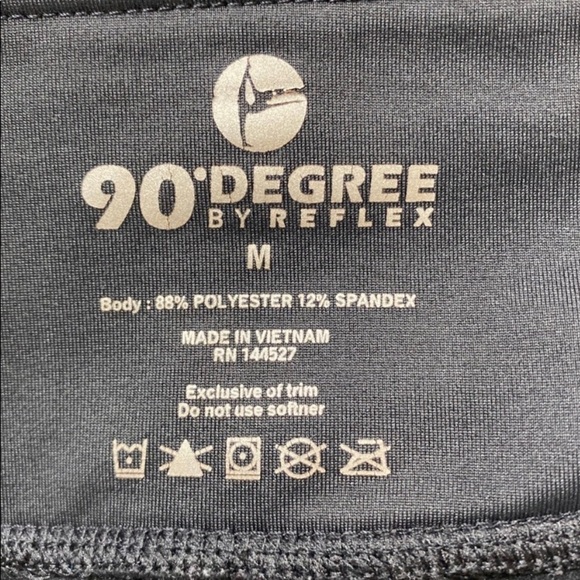 90° DEGREE
BY REFLEX
M
Body : 88% POLYESTER 12% SPANDEX
MADE IN VIETNAM
RN 144527
Exclusive of trim
Do not use softner